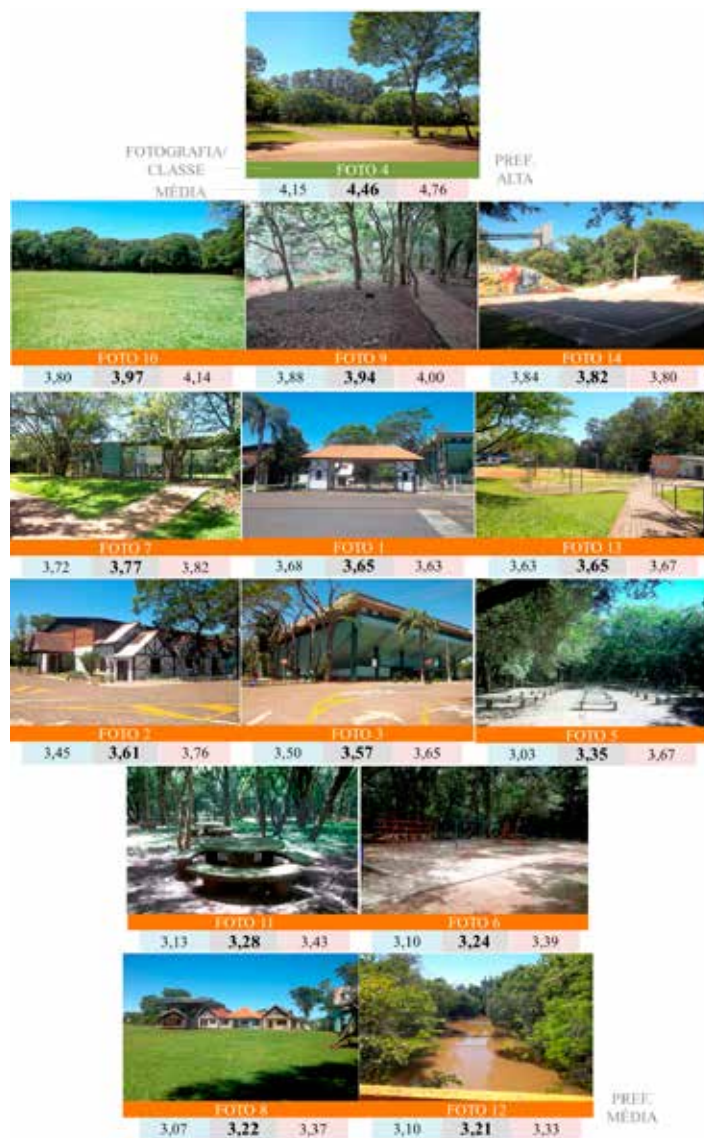 FOTOGRAFIA/
CLASSE
FOTO 4
PREF.
ALTA
MÉDIA
4,15 4,46 4,76
FOTO 10 FOTO 9 FOTO 14
3,80 3,97 4,14 3,88 3,94 4,00 3,84 3,82 3,80
FOTO 7 FOTO 1 FOTO 13
3,72 3,77 3,82 3,68 3,65 3,63 3,63 3,65 3,67
FOTO 2 FOTO 3 FOTO 5
3,45 3,61 3,76 3,50 3,57 3,65 3,03 3,35 3,67
FOTO 11 FOTO 6
3,13 3,28 3,43 3,10 3,24 3,39
FOTO 8 FOTO 12
PREF.
MÉDIA
3,07 3,22 3,37 3,10 3,21 3,33